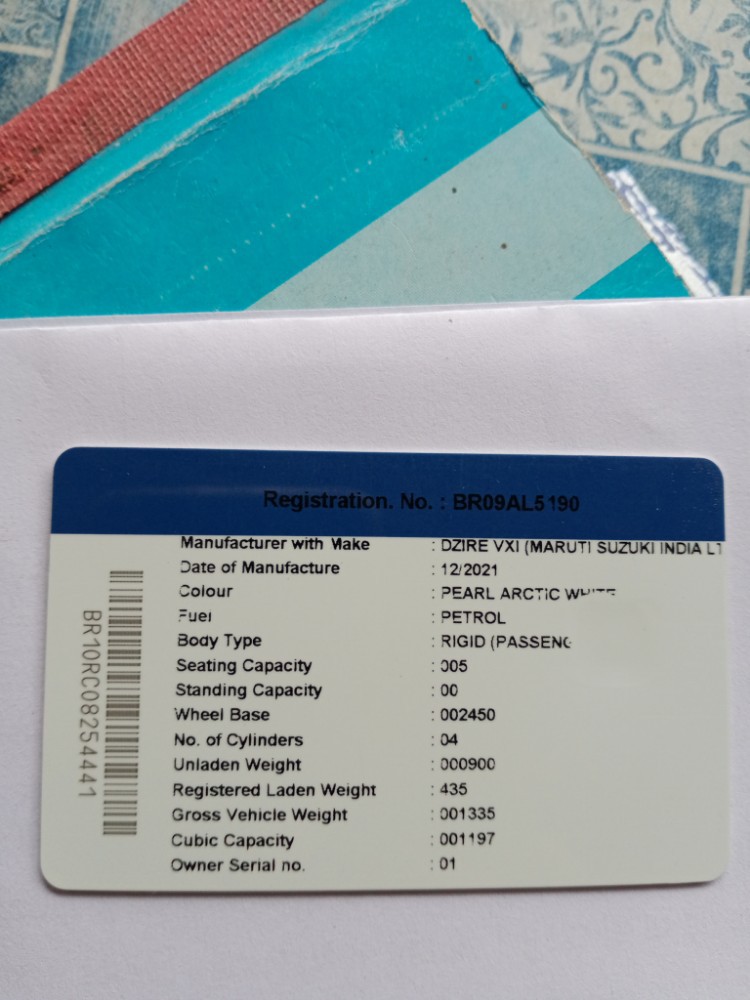 Registration. No. : BR09AL5190
Manufacturer with Make : DZIRE VXI (MARUTI SUZUKI INDIA LT
Date of Manufacture : 12/2021
Colour : PEARL ARCTIC WHITE
Fuel : PETROL
Body Type : RIGID (PASSENG
Seating Capacity : 005
Standing Capacity : 00
Wheel Base : 002450
No. of Cylinders : 04
Unladen Weight : 000900
Registered Laden Weight : 435
Gross Vehicle Weight : 001335
Cubic Capacity : 001197
Owner Serial no. : 01
BR10RC08254441